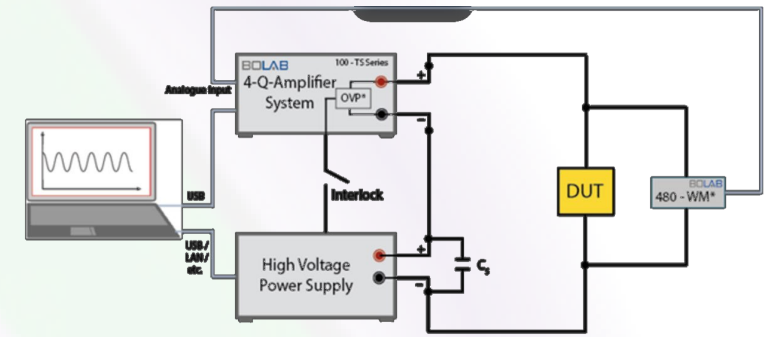 BOLAB
100 - TS Series
4-Q-Amplifier
System
OVP*
Analogue Input
+
-
USB
Interlock
USB /
LAN /
etc.
High Voltage
Power Supply
+
-
Cs
DUT
BOLAB
480 - WM*